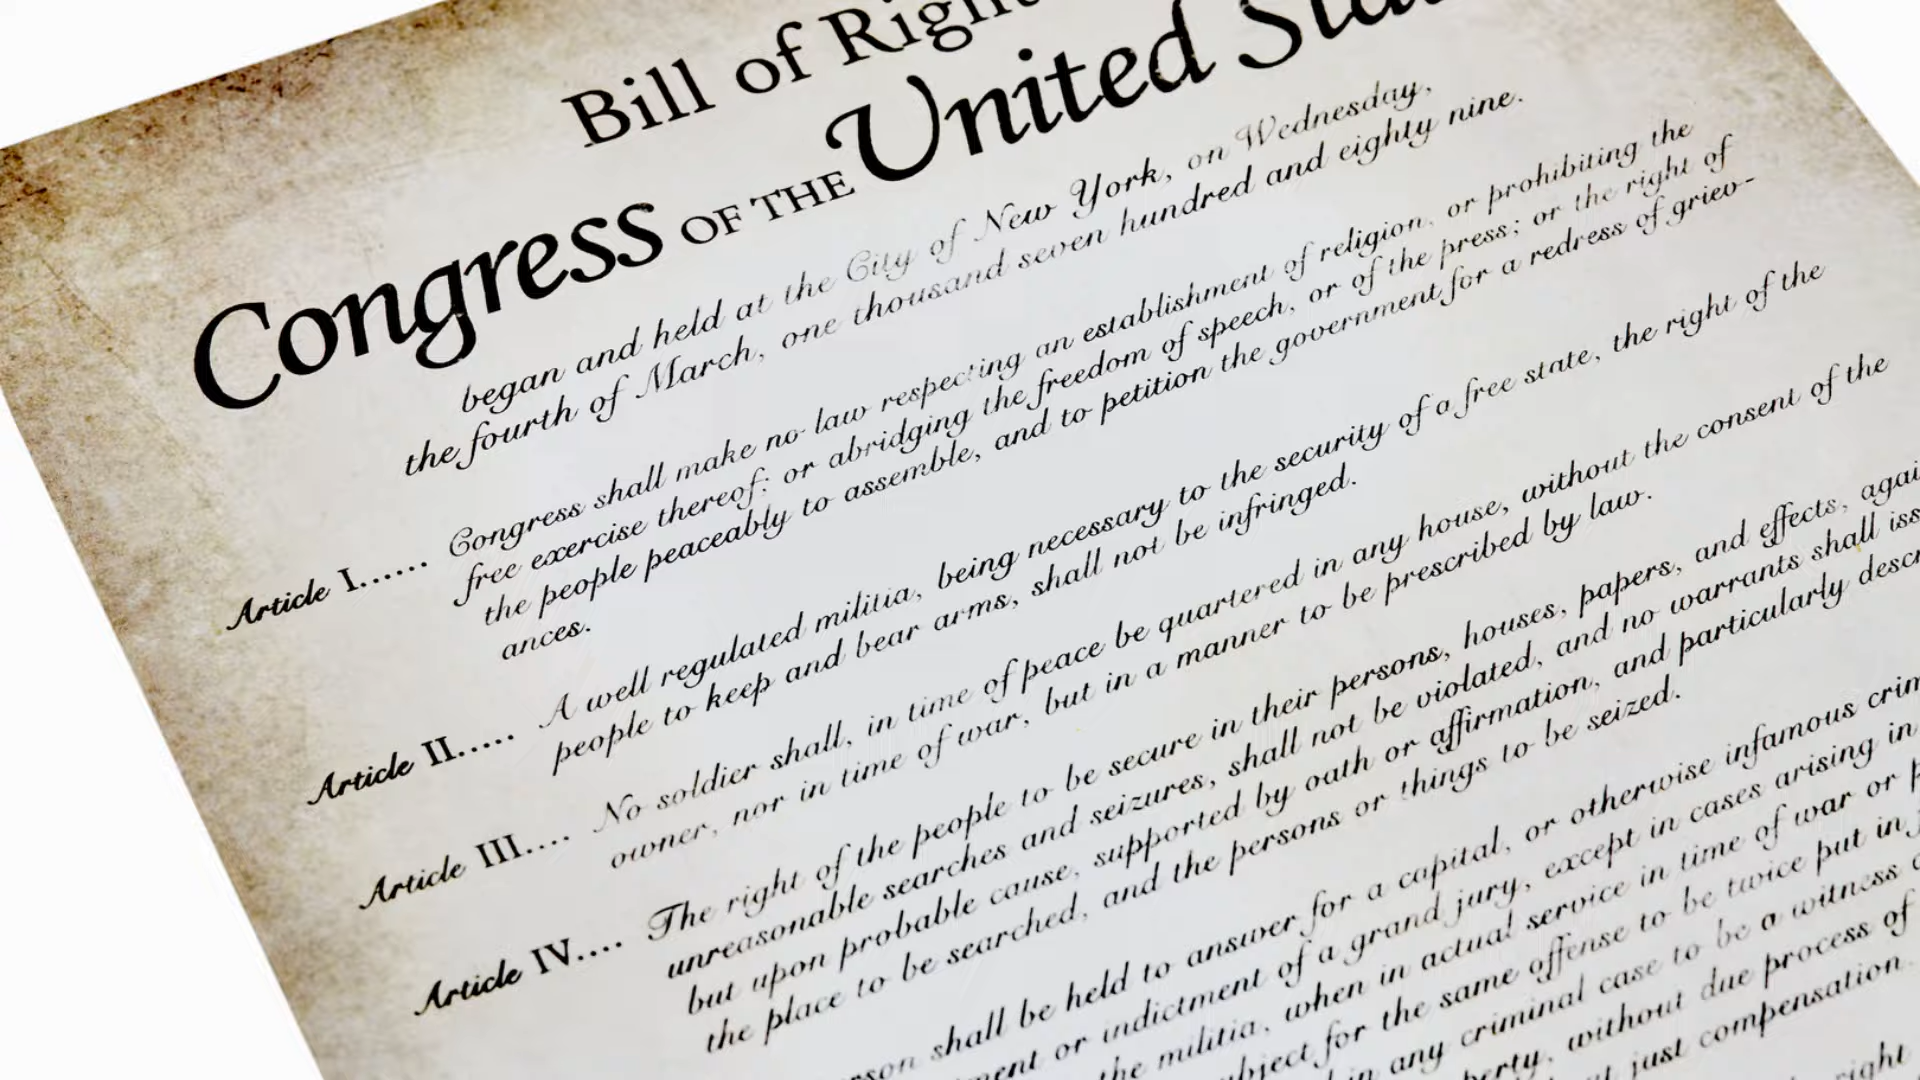 Bill of Right
Congress OF THE United Sta
began and held at the City of New York, on Wednesday,
the fourth of March, one thousand seven hundred and eighty nine.
Article I...... Congress shall make no law respecting an establishment of religion, or prohibiting the
free exercise thereof; or abridging the freedom of speech, or of the press; or the right of
the people peaceably to assemble, and to petition the government for a redress of griev-
ances.
Article II..... A well regulated militia, being necessary to the security of a free state, the right of the
people to keep and bear arms, shall not be infringed.
Article III.... No soldier shall, in time of peace be quartered in any house, without the consent of the
owner, nor in time of war, but in a manner to be prescribed by law.
Article IV.... The right of the people to be secure in their persons, houses, papers, and effects, agai
unreasonable searches and seizures, shall not be violated, and no warrants shall iss
but upon probable cause, supported by oath or affirmation, and particularly descr
the place to be searched, and the persons or things to be seized.
rson shall be held to answer for a capital, or otherwise infamous crim
ment or indictment of a grand jury, except in cases arising in
the militia, when in actual service in time of war or p
bject for the same offense to be twice put in j
in any criminal case to be a witness
perty, without due process of
just compensation.
right